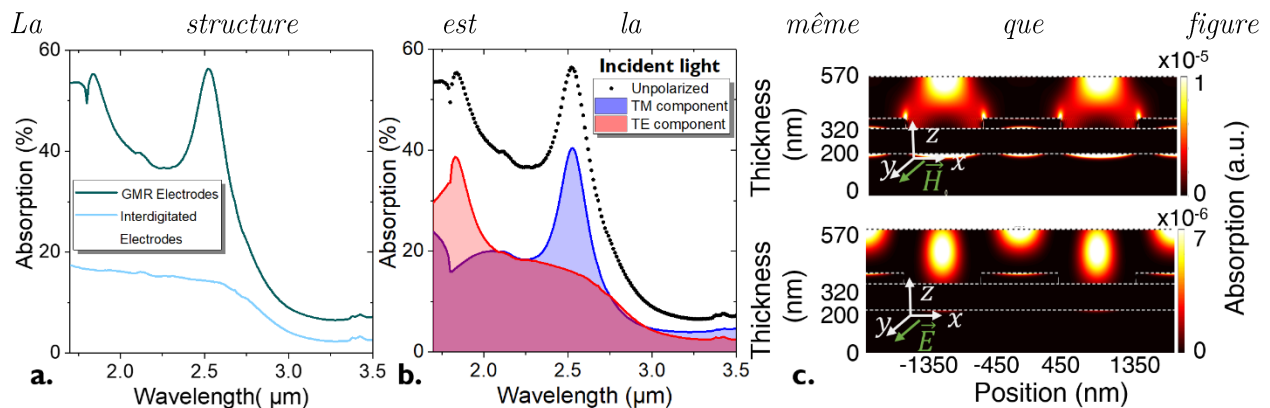 La structure est la même que figure
60
40
20
0
Absorption (%)
GMR Electrodes
Interdigitated
Electrodes
2.0 2.5 3.0 3.5
a.
Wavelength( μm)
60
40
20
0
Absorption (%)
Incident light
Unpolarized
TM component
TE component
2.0 2.5 3.0 3.5
b.
Wavelength (μm)
Thickness
(nm)
570
320
200
0
z
y
x
H
x10⁻⁵
1
0
Thickness
(nm)
570
320
200
0
z
y
x
E
x10⁻⁶
7
0
Absorption (a.u.)
-1350 -450 450 1350
Position (nm)
c.